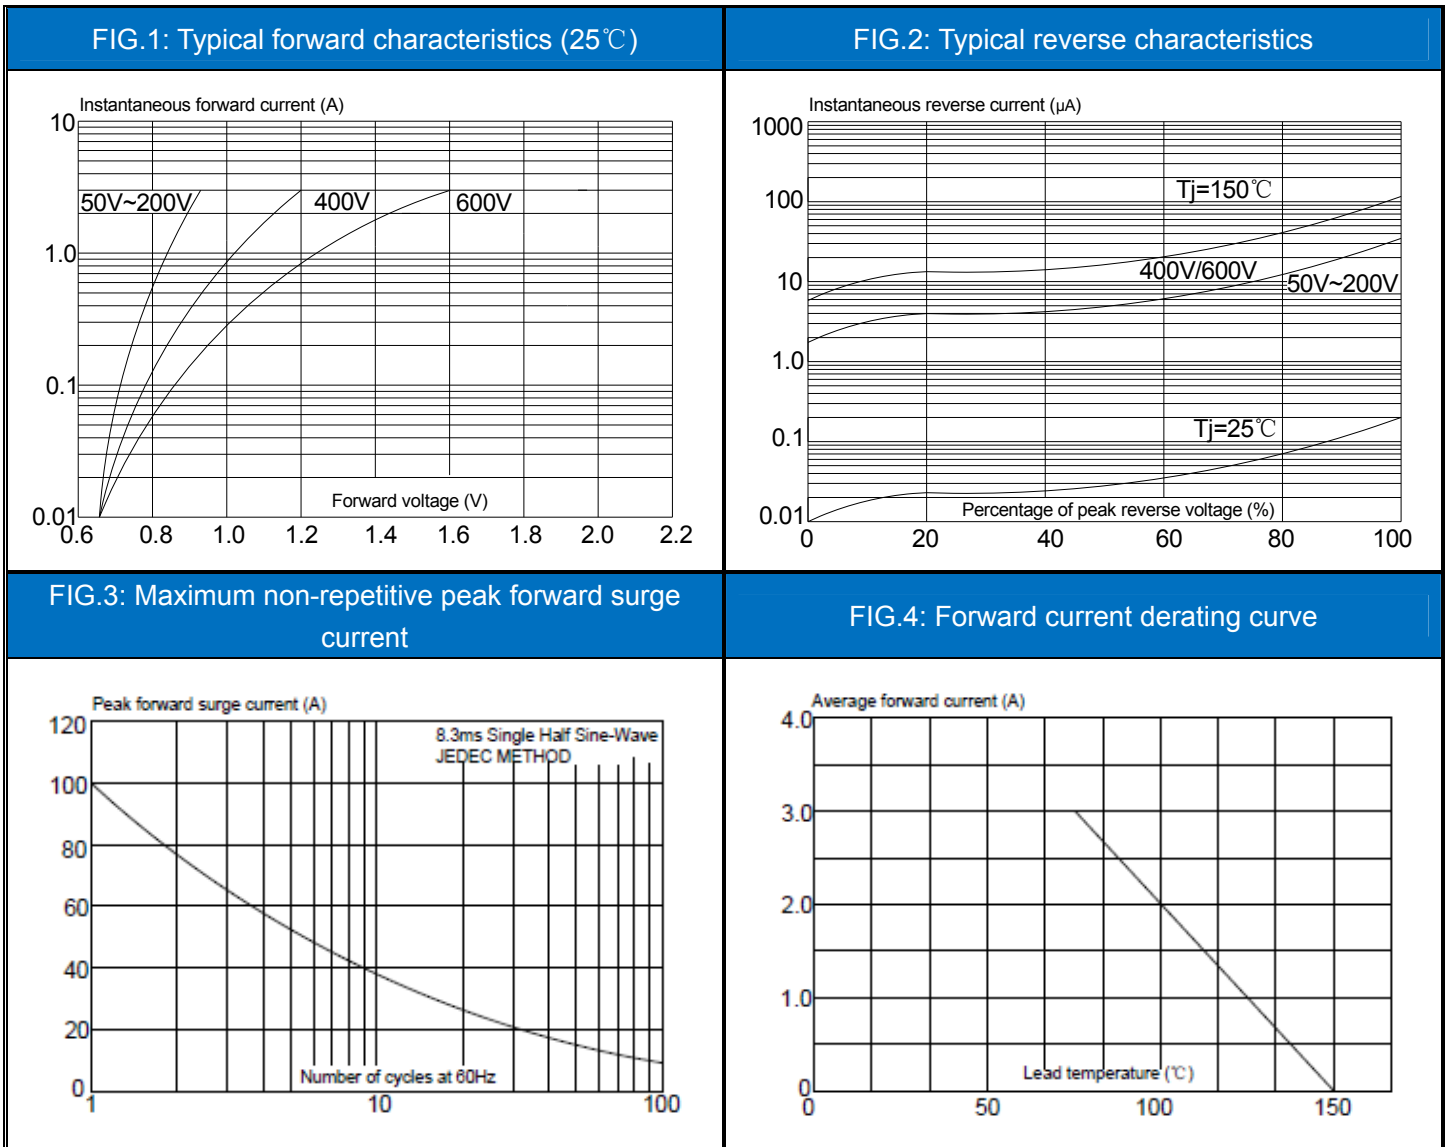 FIG.1: Typical forward characteristics (25℃)
Instantaneous forward current (A)
10
1.0
0.1
0.01
50V~200V
400V
600V
Forward voltage (V)
0.6 0.8 1.0 1.2 1.4 1.6 1.8 2.0 2.2
FIG.2: Typical reverse characteristics
Instantaneous reverse current (μA)
1000
100
10
1.0
0.1
0.01
Tj=150℃
400V/600V
50V~200V
Tj=25℃
Percentage of peak reverse voltage (%)
0 20 40 60 80 100
FIG.3: Maximum non-repetitive peak forward surge
current
Peak forward surge current (A)
120
100
80
60
40
20
0
8.3ms Single Half Sine-Wave
JEDEC METHOD
Number of cycles at 60Hz
1 10 100
FIG.4: Forward current derating curve
Average forward current (A)
4.0
3.0
2.0
1.0
0
Lead temperature (℃)
0 50 100 150